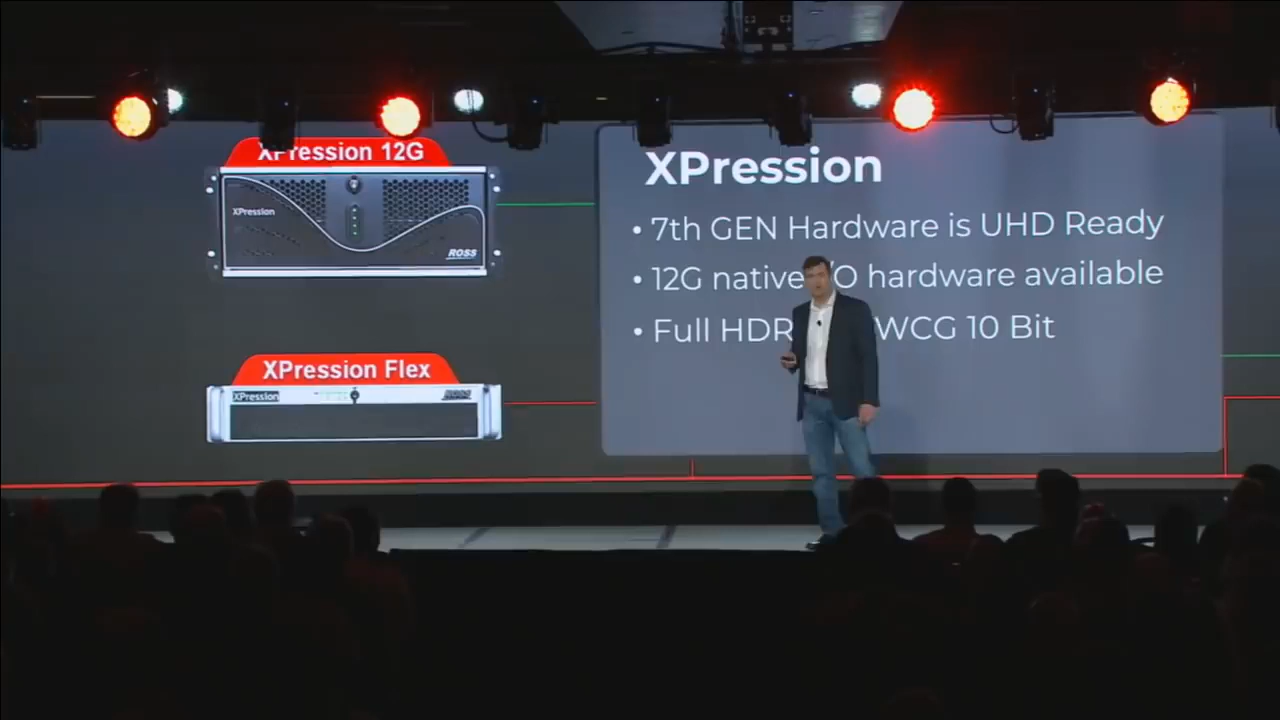 XPression 12G
XPression
ROSS
XPression Flex
XPression
ROSS
XPression
• 7th GEN Hardware is UHD Ready
• 12G native I/O hardware available
• Full HDR WCG 10 Bit